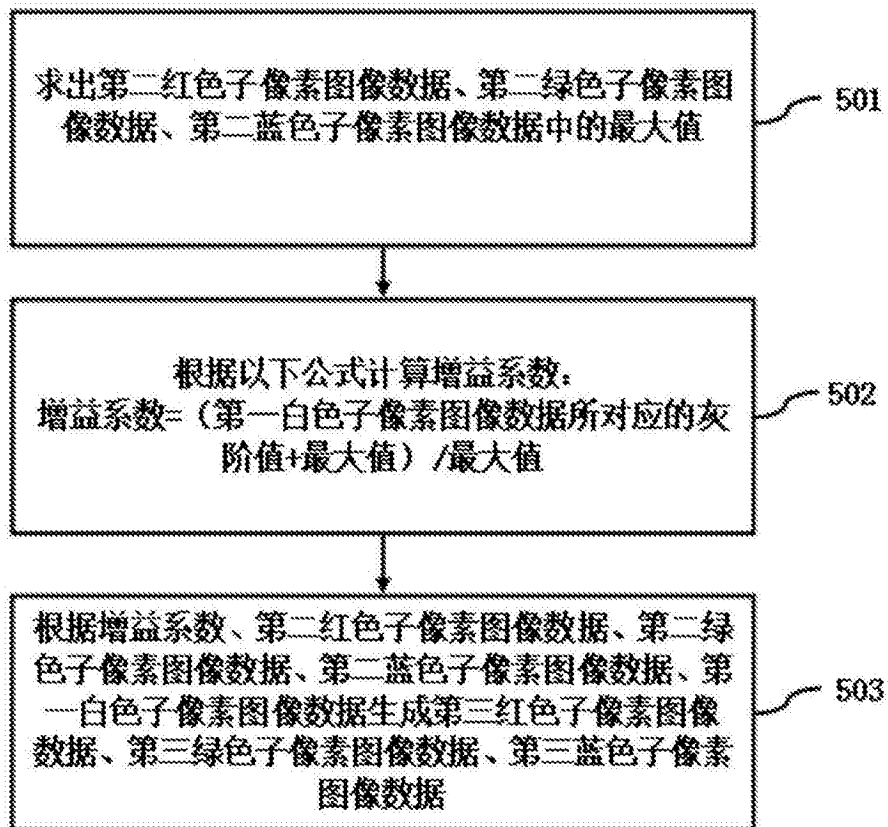 求出第二红色子像素图像数据、第二绿色子像素图
像数据、第二蓝色子像素图像数据中的最大值
501
根据以下公式计算增益系数：
增益系数=（第一白色子像素图像数据所对应的灰
阶值+最大值）/最大值
502
根据增益系数、第二红色子像素图像数据、第二绿
色子像素图像数据、第二蓝色子像素图像数据、第
一白色子像素图像数据生成第三红色子像素图像
数据、第三绿色子像素图像数据、第三蓝色子像素
图像数据
503